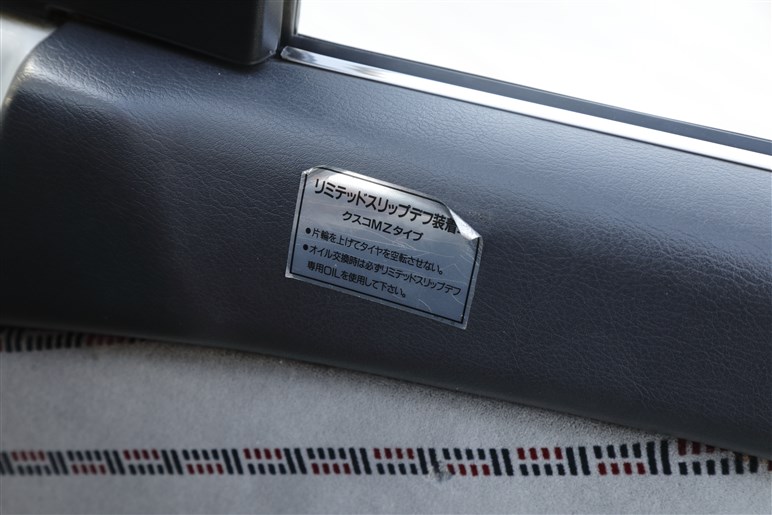 リミテッドスリップデフ装着
クスコMZタイプ
●片輪を上げてタイヤを空転させない。
●オイル交換時は必ずリミテッドスリップデフ
専用OILを使用して下さい。